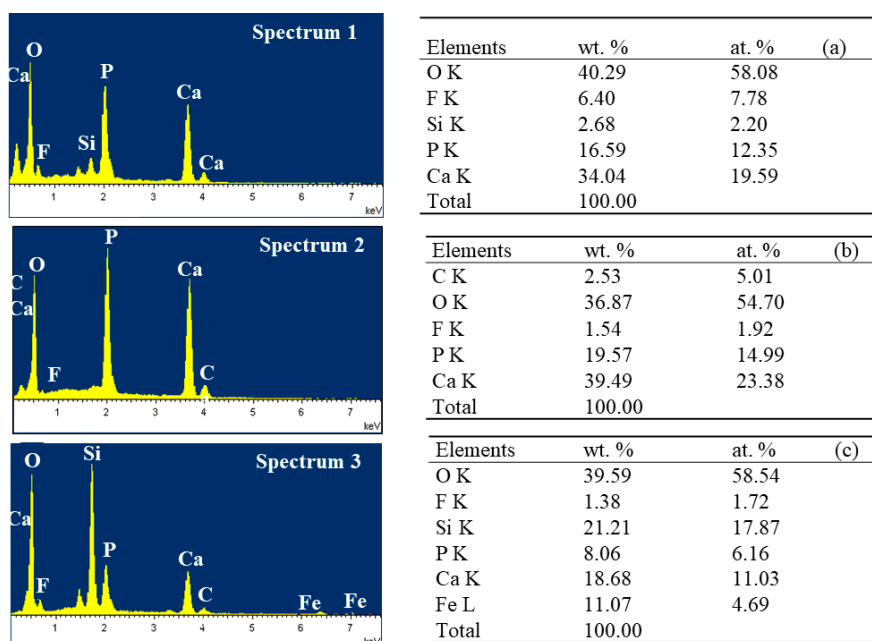 Spectrum 1
O
Ca
P
Ca
F
Si
Ca
1 2 3 4 5 6 7
keV
Elements wt. % at. % (a)
O K 40.29 58.08
F K 6.40 7.78
Si K 2.68 2.20
P K 16.59 12.35
Ca K 34.04 19.59
Total 100.00
Spectrum 2
P
O
Ca
C
Ca
F
C
1 2 3 4 5 6 7
keV
Elements wt. % at. % (b)
C K 2.53 5.01
O K 36.87 54.70
F K 1.54 1.92
P K 19.57 14.99
Ca K 39.49 23.38
Total 100.00
Spectrum 3
Si
O
Ca
P
Ca
F
C
Fe Fe
1 2 3 4 5 6 7
keV
Elements wt. % at. % (c)
O K 39.59 58.54
F K 1.38 1.72
Si K 21.21 17.87
P K 8.06 6.16
Ca K 18.68 11.03
Fe L 11.07 4.69
Total 100.00